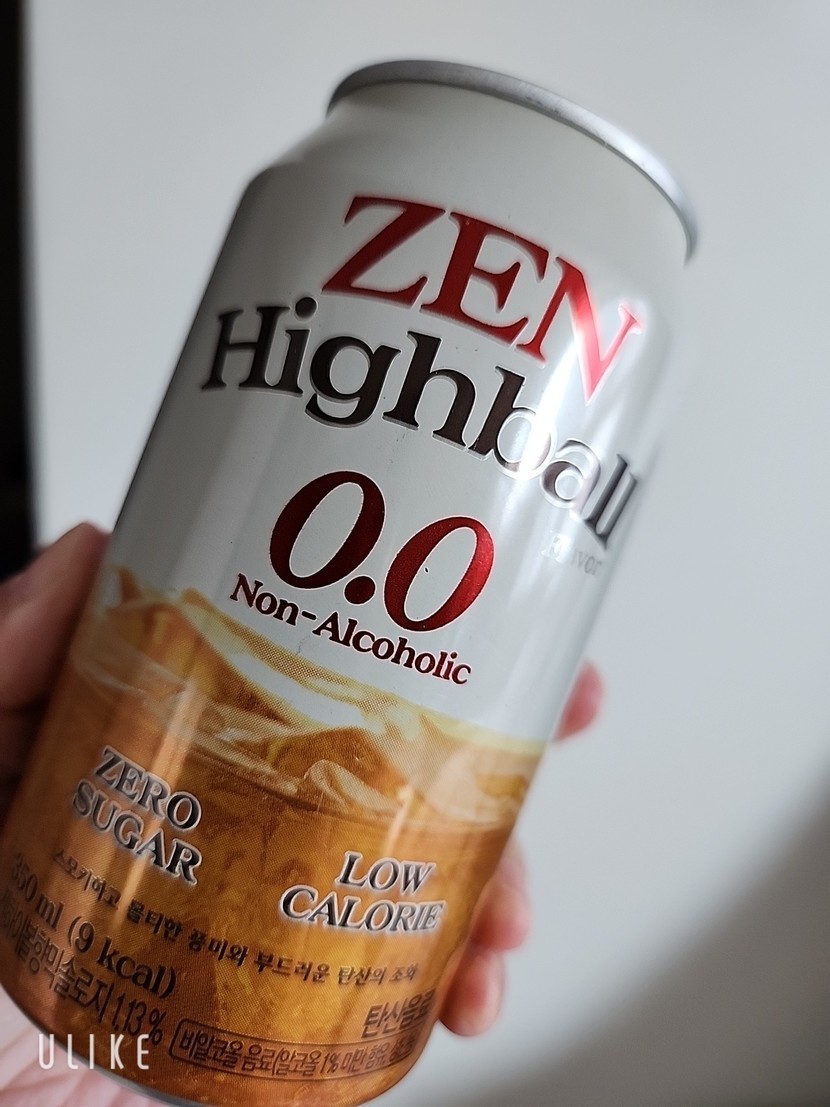 ZEN
Highball
Flavor
0.0
Non-Alcoholic
ZERO
SUGAR
LOW
CALORIE
스모키하고 몰티한 풍미와 부드러운 탄산의 조화
350 ml (9 kcal)
탄산음료
1.13%
비알코올 음료(알코올 1% 미만 함유
ULIKE